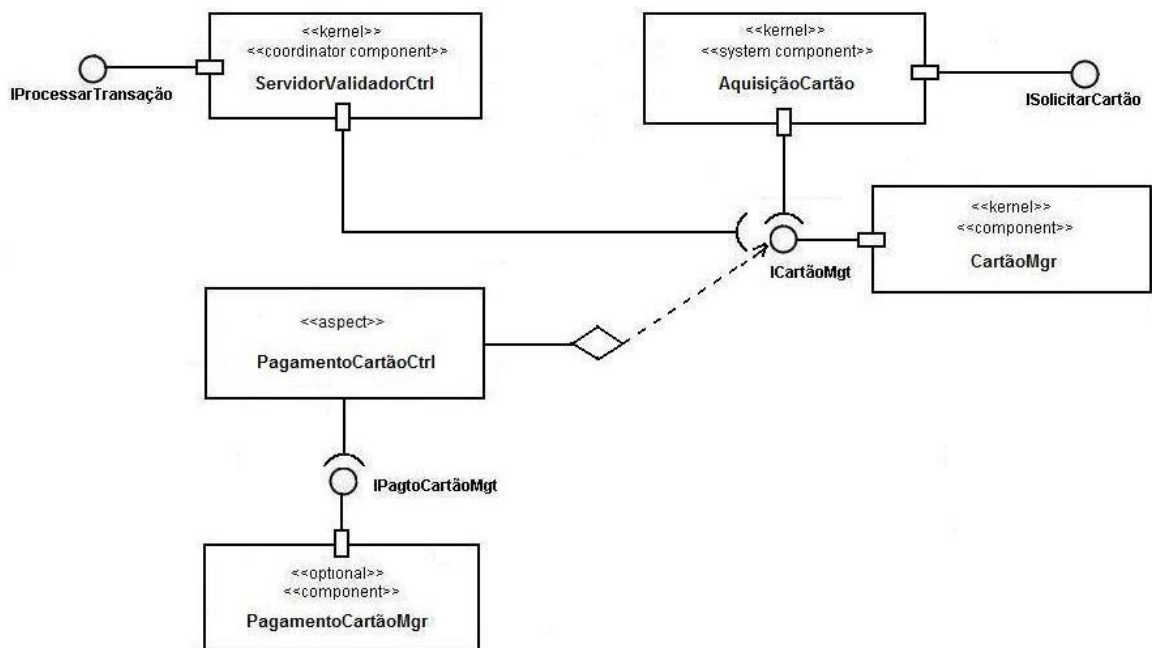 <<kernel>>
<<coordinator component>>
ServidorValidadorCtrl
IProcessarTransação
<<kernel>>
<<system component>>
AquisiçãoCartão
ISolicitarCartão
<<kernel>>
<<component>>
CartãoMgr
ICartãoMgt
<<aspect>>
PagamentoCartãoCtrl
IPagtoCartãoMgt
<<optional>>
<<component>>
PagamentoCartãoMgr